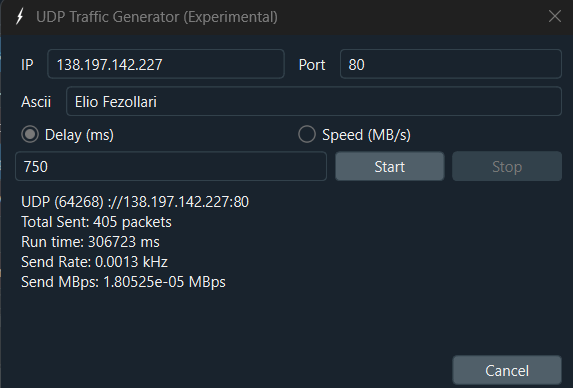 UDP Traffic Generator (Experimental)
IP 138.197.142.227 Port 80
Ascii Elio Fezollari
Delay (ms) Speed (MB/s)
750 Start Stop
UDP (64268) ://138.197.142.227:80
Total Sent: 405 packets
Run time: 306723 ms
Send Rate: 0.0013 kHz
Send MBps: 1.80525e-05 MBps
Cancel